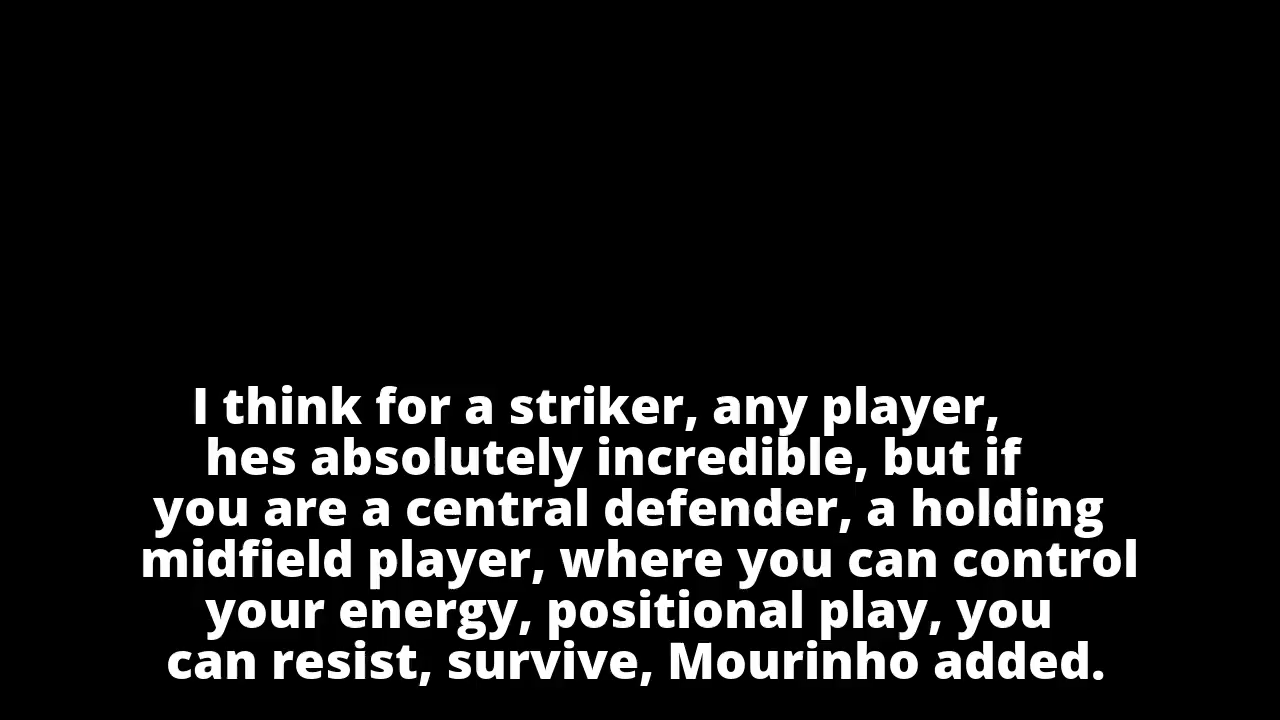 I think for a striker, any player,
hes absolutely incredible, but if
you are a central defender, a holding
midfield player, where you can control
your energy, positional play, you
can resist, survive, Mourinho added.